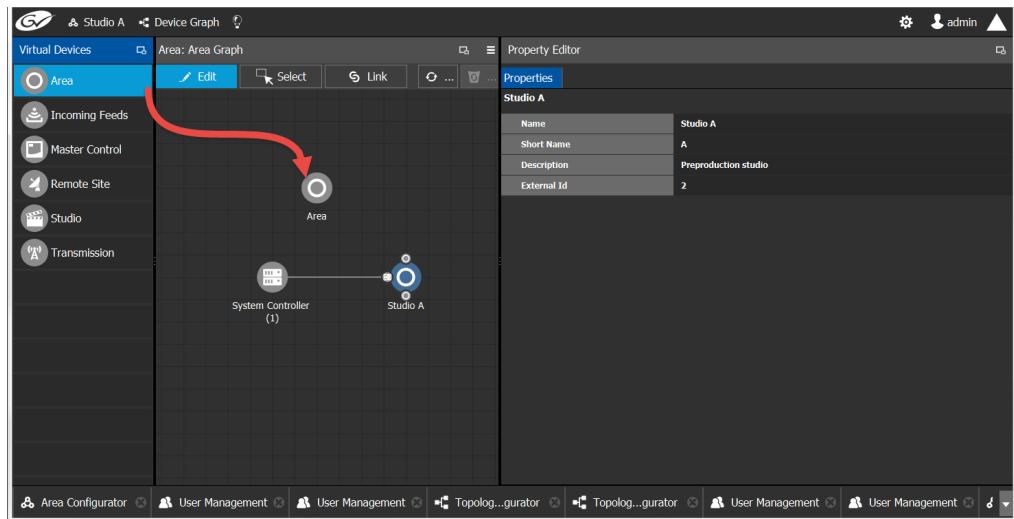 GV Studio A Device Graph admin
Virtual Devices
Area: Area Graph
Property Editor
Area
Edit
Select
Link
...
...
Properties
Studio A
Incoming Feeds
Name Studio A
Master Control
Short Name A
Description Preproduction studio
Remote Site
External Id 2
Studio
Area
Transmission
System Controller
(1)
Studio A
Area Configurator User Management User Management Topolog...gurator Topolog...gurator User Management User Management